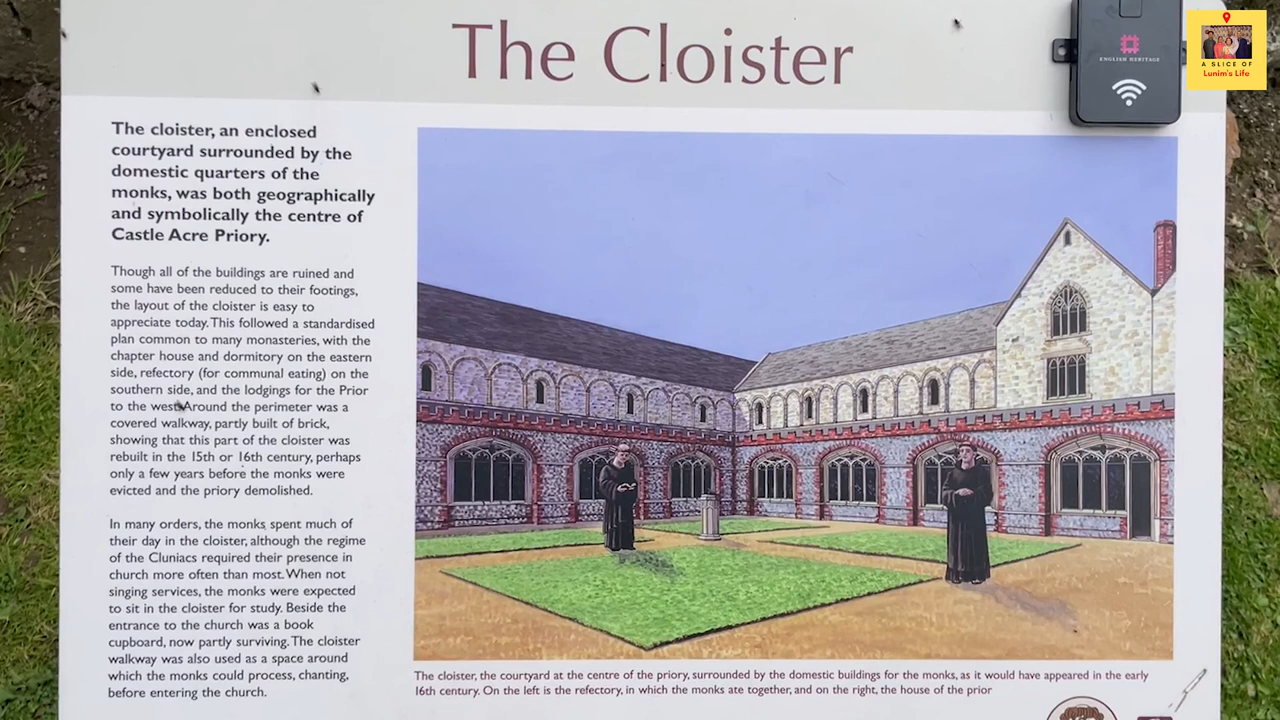 The Cloister
ENGLISH HERITAGE
A SLICE OF
Lunim's Life
The cloister, an enclosed
courtyard surrounded by the
domestic quarters of the
monks, was both geographically
and symbolically the centre of
Castle Acre Priory.
Though all of the buildings are ruined and
some have been reduced to their footings,
the layout of the cloister is easy to
appreciate today. This followed a standardised
plan common to many monasteries, with the
chapter house and dormitory on the eastern
side, refectory (for communal eating) on the
southern side, and the lodgings for the Prior
to the west. Around the perimeter was a
covered walkway, partly built of brick,
showing that this part of the cloister was
rebuilt in the 15th or 16th century, perhaps
only a few years before the monks were
evicted and the priory demolished.
In many orders, the monks spent much of
their day in the cloister, although the regime
of the Cluniacs required their presence in
church more often than most. When not
singing services, the monks were expected
to sit in the cloister for study. Beside the
entrance to the church was a book
cupboard, now partly surviving. The cloister
walkway was also used as a space around
which the monks could process, chanting,
before entering the church.
The cloister, the courtyard at the centre of the priory, surrounded by the domestic buildings for the monks, as it would have appeared in the early
16th century. On the left is the refectory, in which the monks ate together, and on the right, the house of the prior